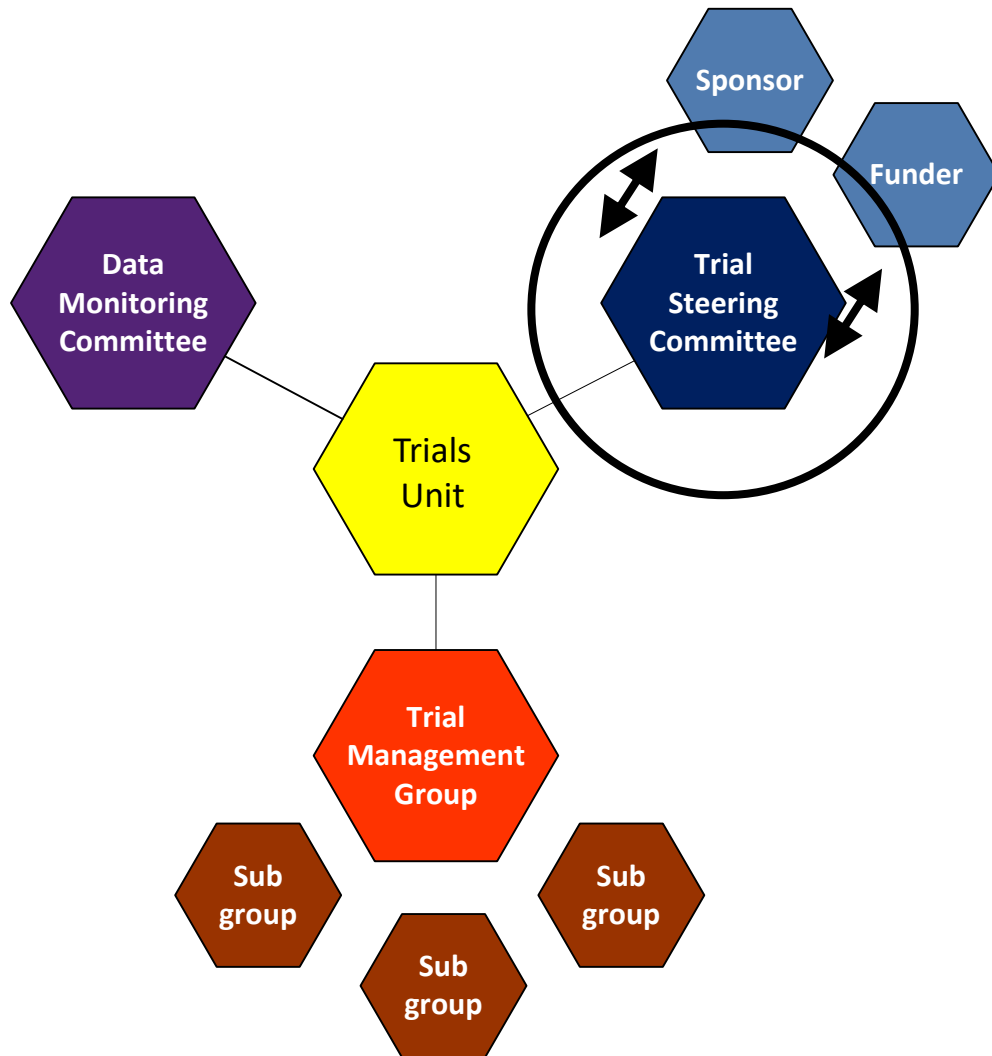 Sponsor
Funder
Data
Monitoring
Committee
Trial
Steering
Committee
Trials
Unit
Trial
Management
Group
Sub
group
Sub
group
Sub
group